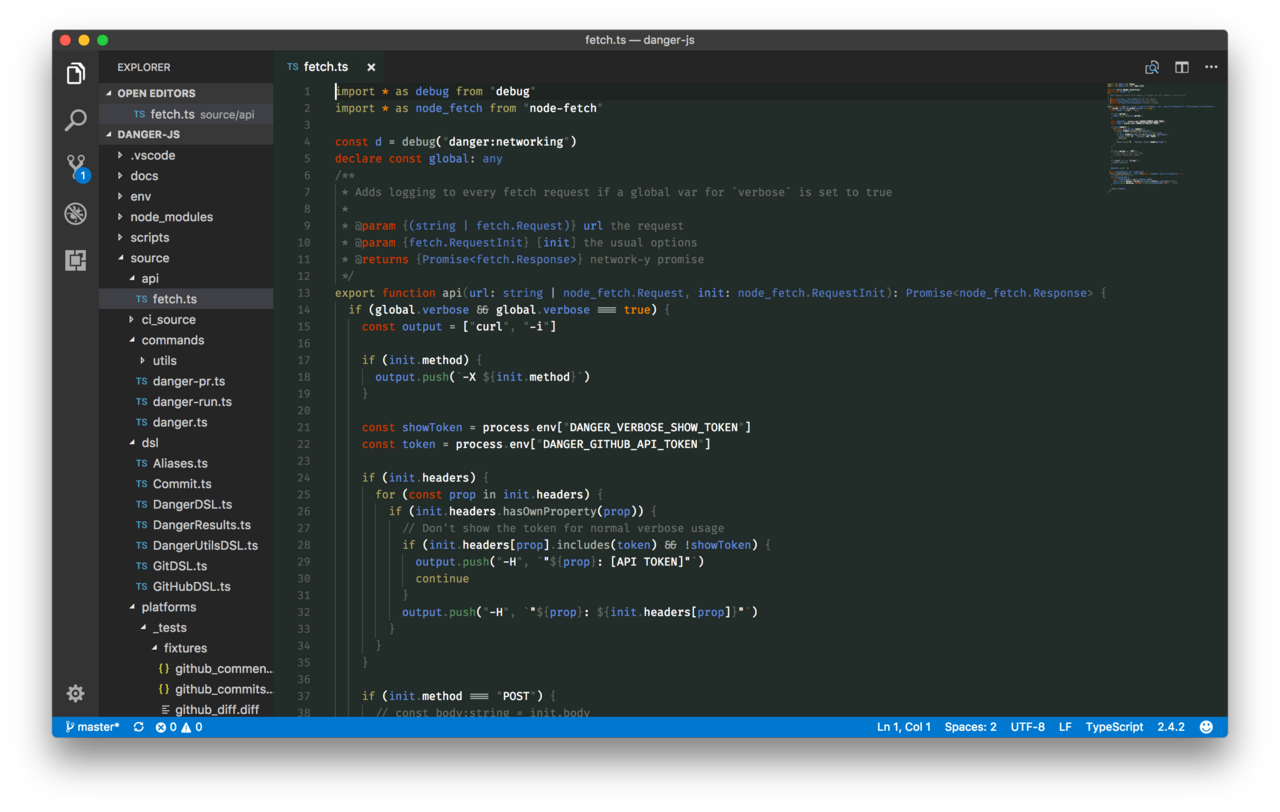 fetch.ts — danger-js
EXPLORER
OPEN EDITORS
TS fetch.ts source/api
DANGER-JS
.vscode
docs
env
node_modules
scripts
source
api
TS fetch.ts
ci_source
commands
utils
TS danger-pr.ts
TS danger-run.ts
TS danger.ts
dsl
TS Aliases.ts
TS Commit.ts
TS DangerDSL.ts
TS DangerResults.ts
TS DangerUtilsDSL.ts
TS GitDSL.ts
TS GitHubDSL.ts
platforms
_tests
fixtures
{} github_commen...
{} github_commits...
github_diff.diff
1
TS fetch.ts ×
1 import * as debug from "debug"
2 import * as node_fetch from "node-fetch"
3
4 const d = debug("danger:networking")
5 declare const global: any
6 /**
7 * Adds logging to every fetch request if a global var for `verbose` is set to true
8 *
9 * @param {(string | fetch.Request)} url the request
10 * @param {fetch.RequestInit} [init] the usual options
11 * @returns {Promise<fetch.Response>} network-y promise
12 */
13 export function api(url: string | node_fetch.Request, init: node_fetch.RequestInit): Promise<node_fetch.Response> {
14 if (global.verbose && global.verbose === true) {
15 const output = ["curl", "-i"]
16
17 if (init.method) {
18 output.push(`-X ${init.method}`)
19 }
20
21 const showToken = process.env["DANGER_VERBOSE_SHOW_TOKEN"]
22 const token = process.env["DANGER_GITHUB_API_TOKEN"]
23
24 if (init.headers) {
25 for (const prop in init.headers) {
26 if (init.headers.hasOwnProperty(prop)) {
27 // Don't show the token for normal verbose usage
28 if (init.headers[prop].includes(token) && !showToken) {
29 output.push("-H", `"${prop}: [API TOKEN]"`)
30 continue
31 }
32 output.push("-H", `"${prop}: ${init.headers[prop]}"`)
33 }
34 }
35 }
36
37 if (init.method === "POST") {
38 // const body:string = init.body
master* 0 0
Ln 1, Col 1 Spaces: 2 UTF-8 LF TypeScript 2.4.2